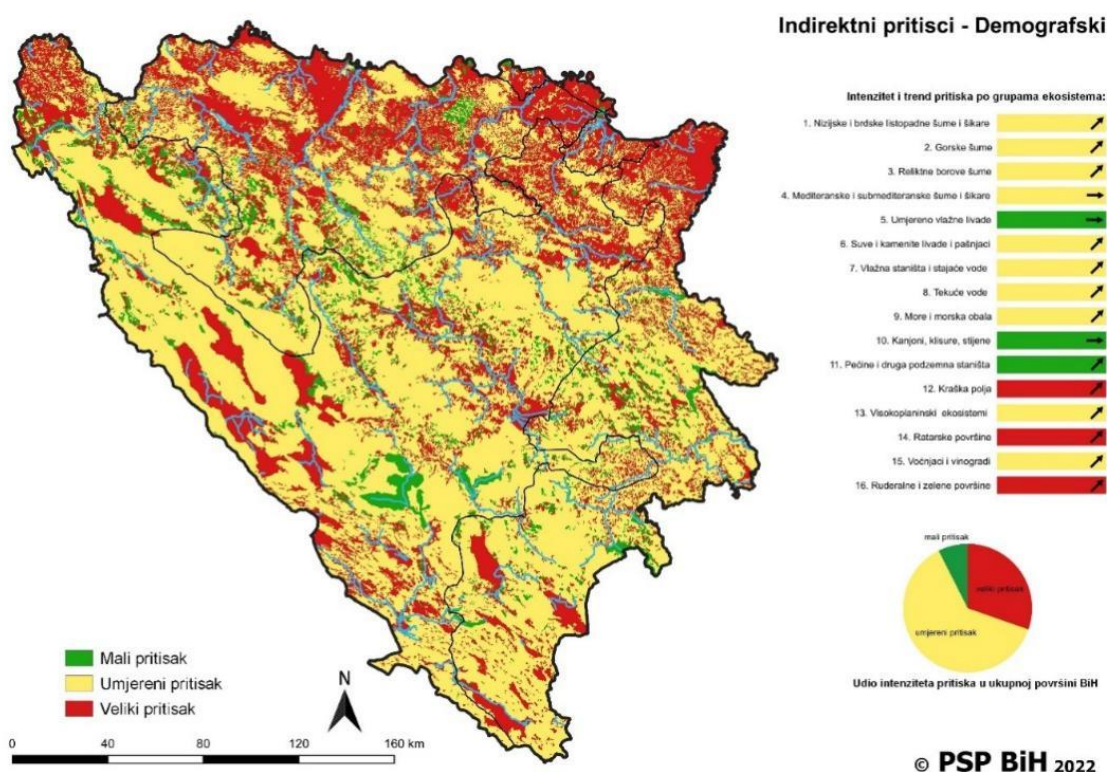 Indirektni pritisci - Demografski
Intenzitet i trend pritiska po grupama ekosistema:
1. Nizijske i brdske listopadne šume i šikare
2. Gorske šume
3. Reliktne borove šume
4. Mediteranske i submediteranske šume i šikare
5. Umjereno vlažne livade
6. Suve i kamenite livade i pašnjaci
7. Vlažna staništa i stajaće vode
8. Tekuće vode
9. More i morska obala
10. Kanjoni, klisure, stijene
11. Pećine i druga podzemna staništa
12. Kraška polja
13. Visokoplaninski ekosistemi
14. Ratarske površine
15. Voćnjaci i vinogradi
16. Ruderalne i zelene površine
mali pritisak
veliki pritisak
umjereni pritisak
Udio intenziteta pritiska u ukupnoj površini BiH
Mali pritisak
Umjereni pritisak
Veliki pritisak
N
0 40 80 120 160 km
© PSP BiH 2022